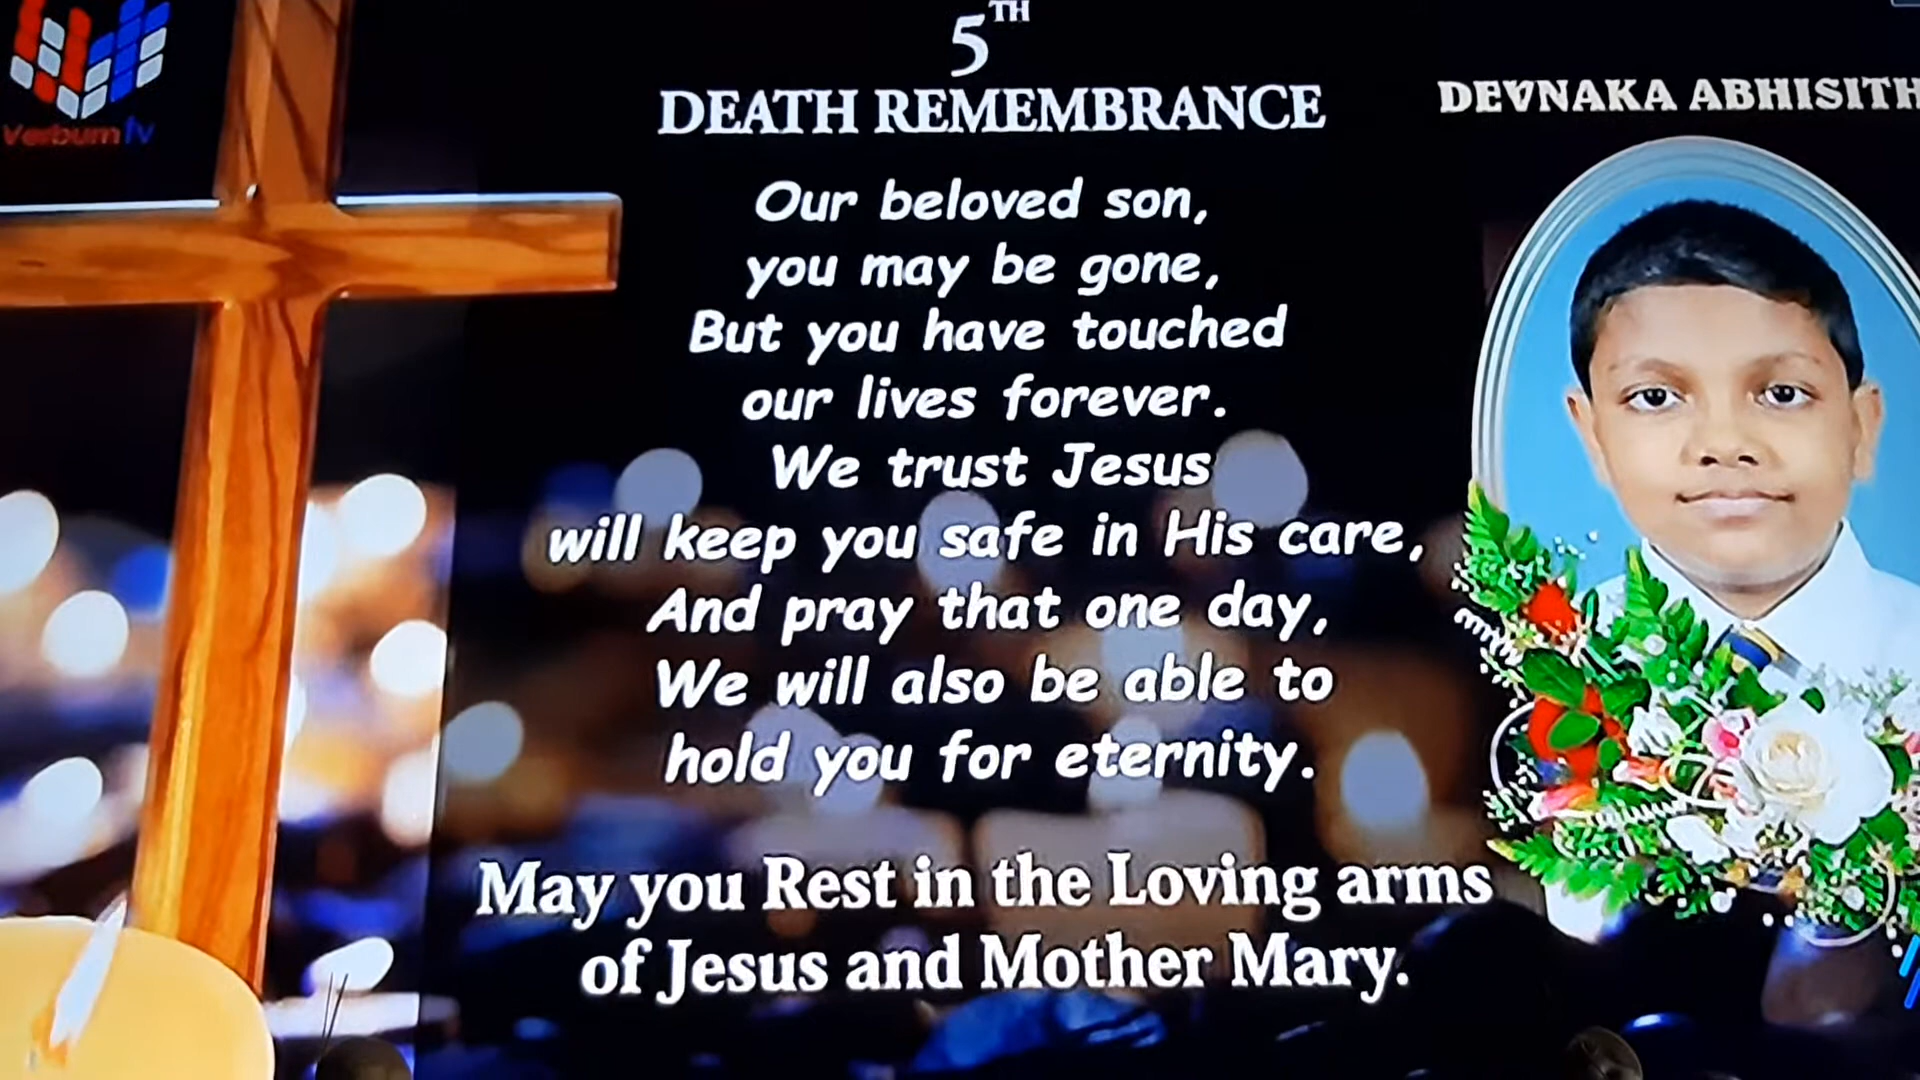 Verbum tv
5TH
DEATH REMEMBRANCE
DEVNAKA ABHISITH
Our beloved son,
you may be gone,
But you have touched
our lives forever.
We trust Jesus
will keep you safe in His care,
And pray that one day,
We will also be able to
hold you for eternity.
May you Rest in the Loving arms
of Jesus and Mother Mary.